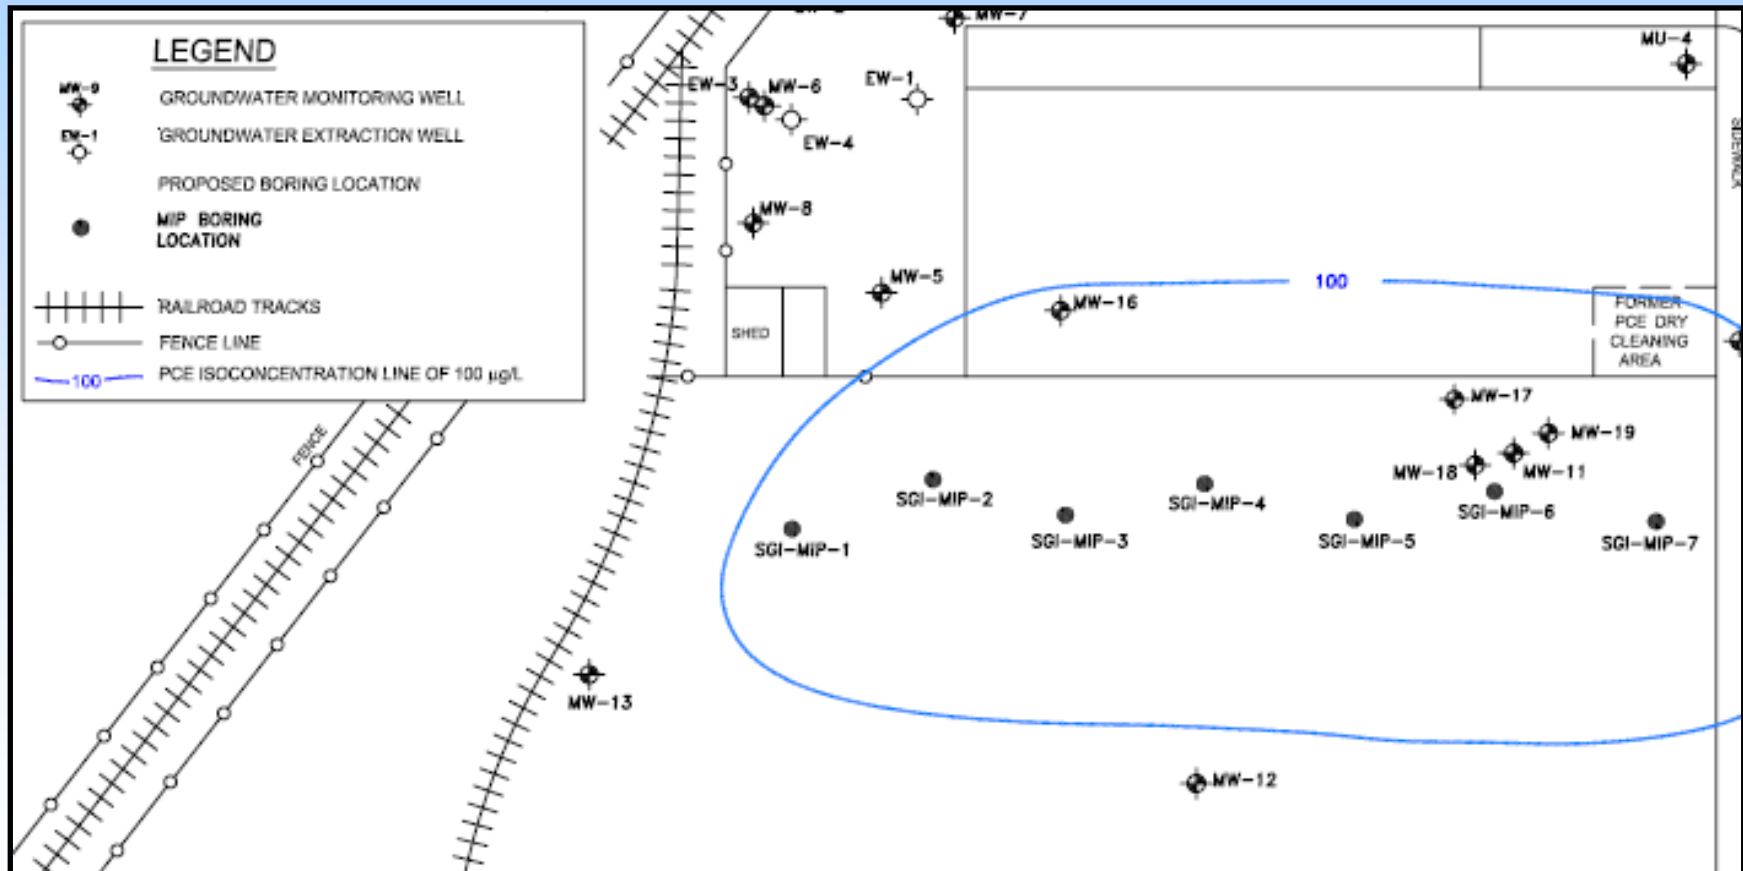 LEGEND
MW-9
GROUNDWATER MONITORING WELL
EW-1
GROUNDWATER EXTRACTION WELL
PROPOSED BORING LOCATION
MIP BORING
LOCATION
RAILROAD TRACKS
FENCE LINE
100
PCE ISOCONCENTRATION LINE OF 100 µg/L
MW-7
MU-4
EW-3
MW-6
EW-1
EW-4
SIDEWALK
MW-8
MW-5
100
MW-16
SHED
FORMER
PCE DRY
CLEANING
AREA
MW-17
MW-19
MW-18
MW-11
FENCE
SGI-MIP-2
SGI-MIP-4
SGI-MIP-6
SGI-MIP-1
SGI-MIP-3
SGI-MIP-5
SGI-MIP-7
MW-13
MW-12